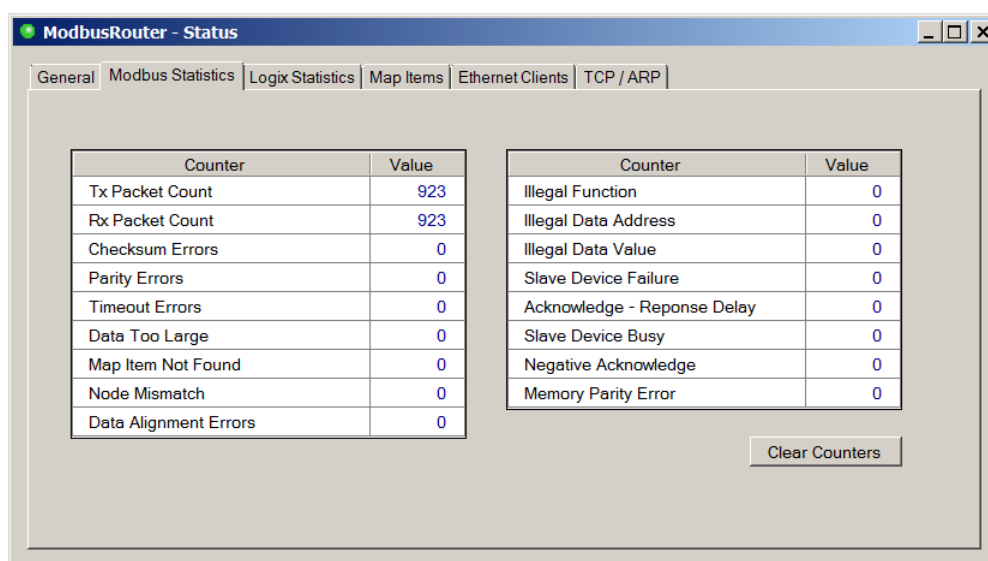 ModbusRouter - Status
General Modbus Statistics Logix Statistics Map Items Ethernet Clients TCP / ARP
Counter Value
Tx Packet Count 923
Rx Packet Count 923
Checksum Errors 0
Parity Errors 0
Timeout Errors 0
Data Too Large 0
Map Item Not Found 0
Node Mismatch 0
Data Alignment Errors 0
Counter Value
Illegal Function 0
Illegal Data Address 0
Illegal Data Value 0
Slave Device Failure 0
Acknowledge - Reponse Delay 0
Slave Device Busy 0
Negative Acknowledge 0
Memory Parity Error 0
Clear Counters